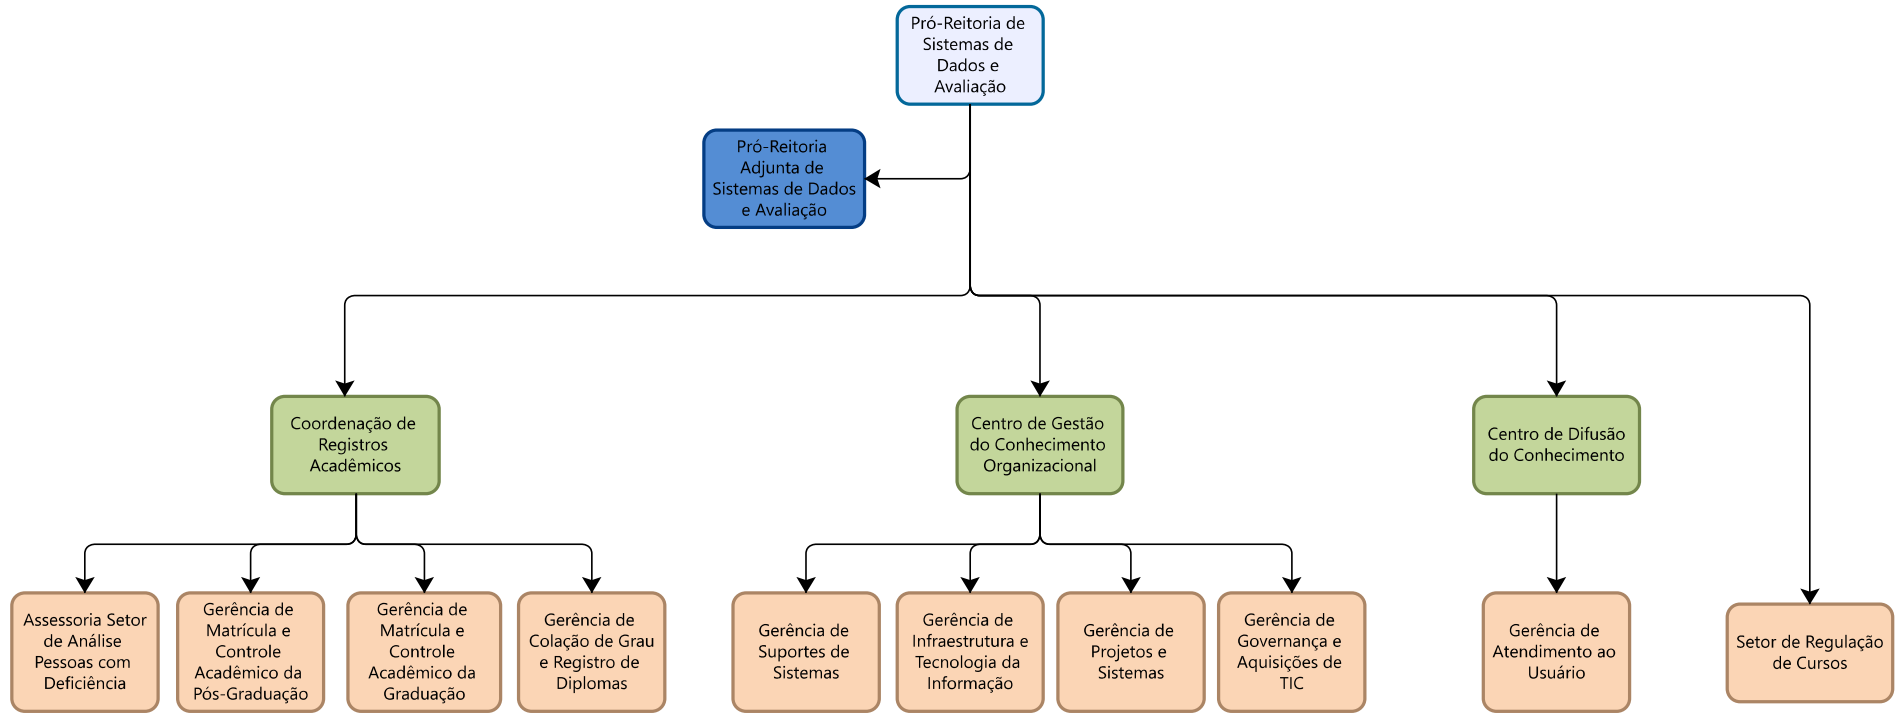 Pró-Reitoria de
Sistemas de
Dados e
Avaliação
Pró-Reitoria
Adjunta de
Sistemas de Dados
e Avaliação
Coordenação de
Registros
Acadêmicos
Centro de Gestão
do Conhecimento
Organizacional
Centro de Difusão
do Conhecimento
Assessoria Setor
de Análise
Pessoas com
Deficiência
Gerência de
Matrícula e
Controle
Acadêmico da
Pós-Graduação
Gerência de
Matrícula e
Controle
Acadêmico da
Graduação
Gerência de
Colação de Grau
e Registro de
Diplomas
Gerência de
Suportes de
Sistemas
Gerência de
Infraestrutura e
Tecnologia da
Informação
Gerência de
Projetos e
Sistemas
Gerência de
Governança e
Aquisições de
TIC
Gerência de
Atendimento ao
Usuário
Setor de Regulação
de Cursos